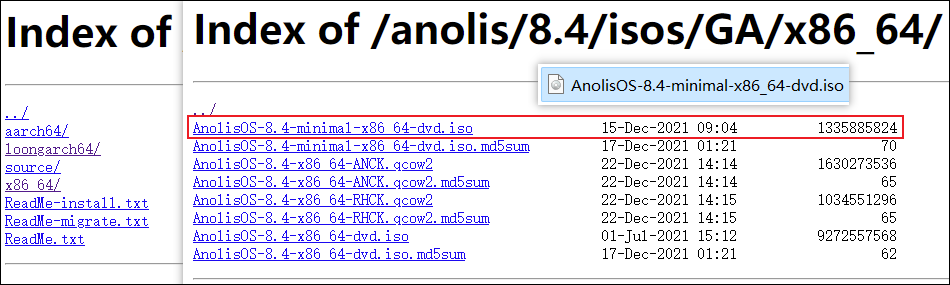 Index of
../
aarch64/
loongarch64/
source/
x86_64/
ReadMe-install.txt
ReadMe-migrate.txt
ReadMe.txt
Index of /anolis/8.4/isos/GA/x86_64/
AnolisOS-8.4-minimal-x86_64-dvd.iso
../
AnolisOS-8.4-minimal-x86_64-dvd.iso 15-Dec-2021 09:04 1335885824
AnolisOS-8.4-minimal-x86_64-dvd.iso.md5sum 17-Dec-2021 01:21 70
AnolisOS-8.4-x86_64-ANCK.qcow2 22-Dec-2021 14:14 1630273536
AnolisOS-8.4-x86_64-ANCK.qcow2.md5sum 22-Dec-2021 14:14 65
AnolisOS-8.4-x86_64-RHCK.qcow2 22-Dec-2021 14:15 1034551296
AnolisOS-8.4-x86_64-RHCK.qcow2.md5sum 22-Dec-2021 14:15 65
AnolisOS-8.4-x86_64-dvd.iso 01-Jul-2021 15:12 9272557568
AnolisOS-8.4-x86_64-dvd.iso.md5sum 17-Dec-2021 01:21 62